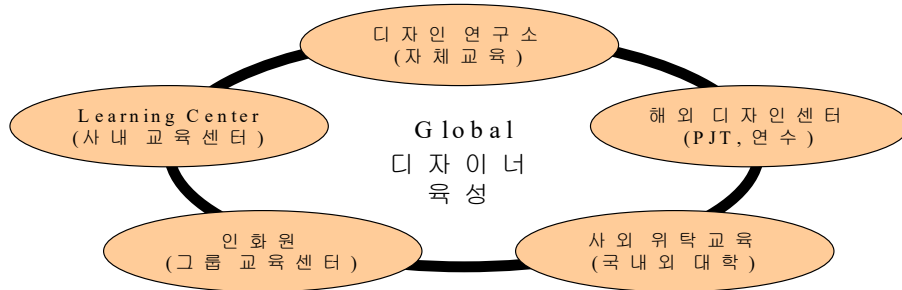 디자인 연구소
(자체교육)
Learning Center
(사내 교육센터)
Global
디자이너
육성
해외 디자인센터
(PJT, 연수)
인화원
(그룹 교육센터)
사외 위탁교육
(국내외 대학)